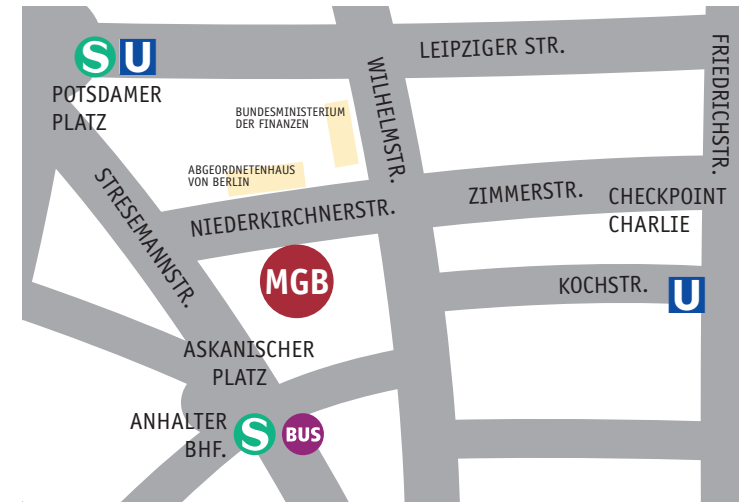 LEIPZIGER STR.
S U
POTSDAMER
PLATZ
WILHELMSTR.
FRIEDRICHSTR.
BUNDESMINISTERIUM
DER FINANZEN
ABGEORDNETENHAUS
VON BERLIN
STRESEMANNSTR.
NIEDERKIRCHNERSTR.
ZIMMERSTR.
CHECKPOINT
CHARLIE
MGB
KOCHSTR.
U
ASKANISCHER
PLATZ
ANHALTER
BHF.
S BUS